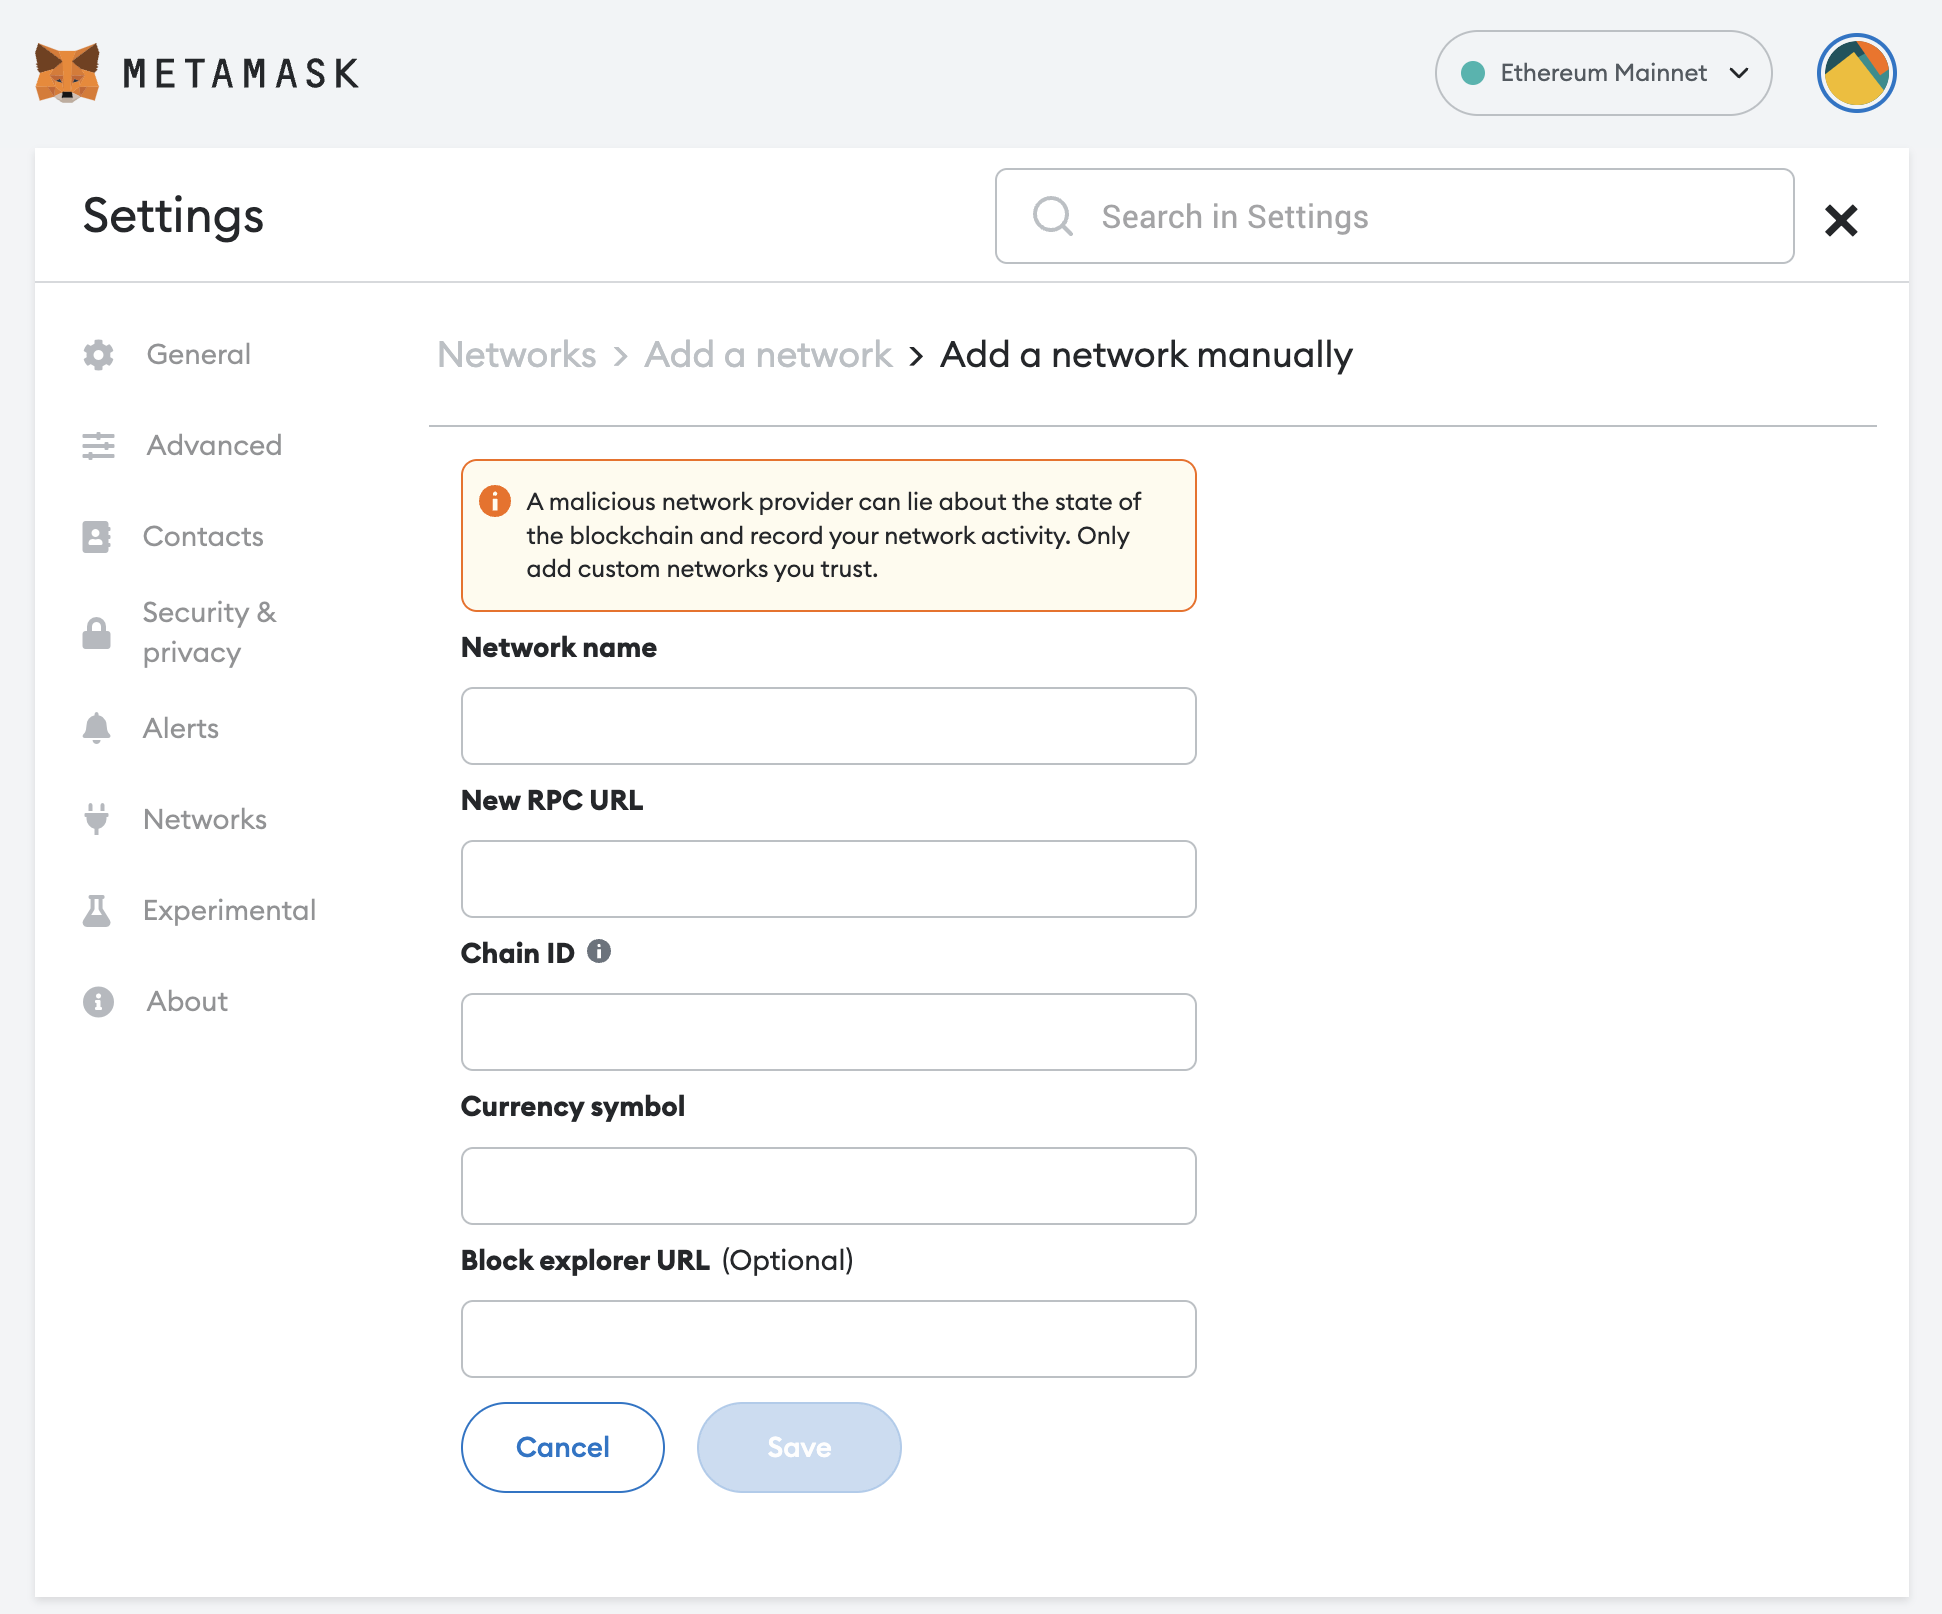 METAMASK
Ethereum Mainnet
Settings
Search in Settings
General
Advanced
Contacts
Security &
privacy
Alerts
Networks
Experimental
About
Networks > Add a network > Add a network manually
A malicious network provider can lie about the state of
the blockchain and record your network activity. Only
add custom networks you trust.
Network name
New RPC URL
Chain ID
Currency symbol
Block explorer URL (Optional)
Cancel
Save